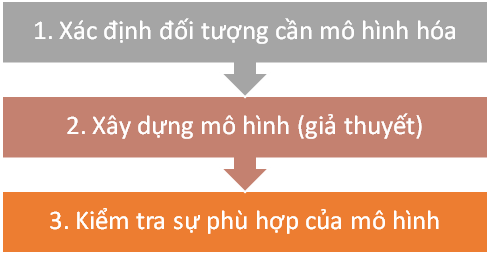 1. Xác định đối tượng cần mô hình hóa
2. Xây dựng mô hình (giả thuyết)
3. Kiểm tra sự phù hợp của mô hình